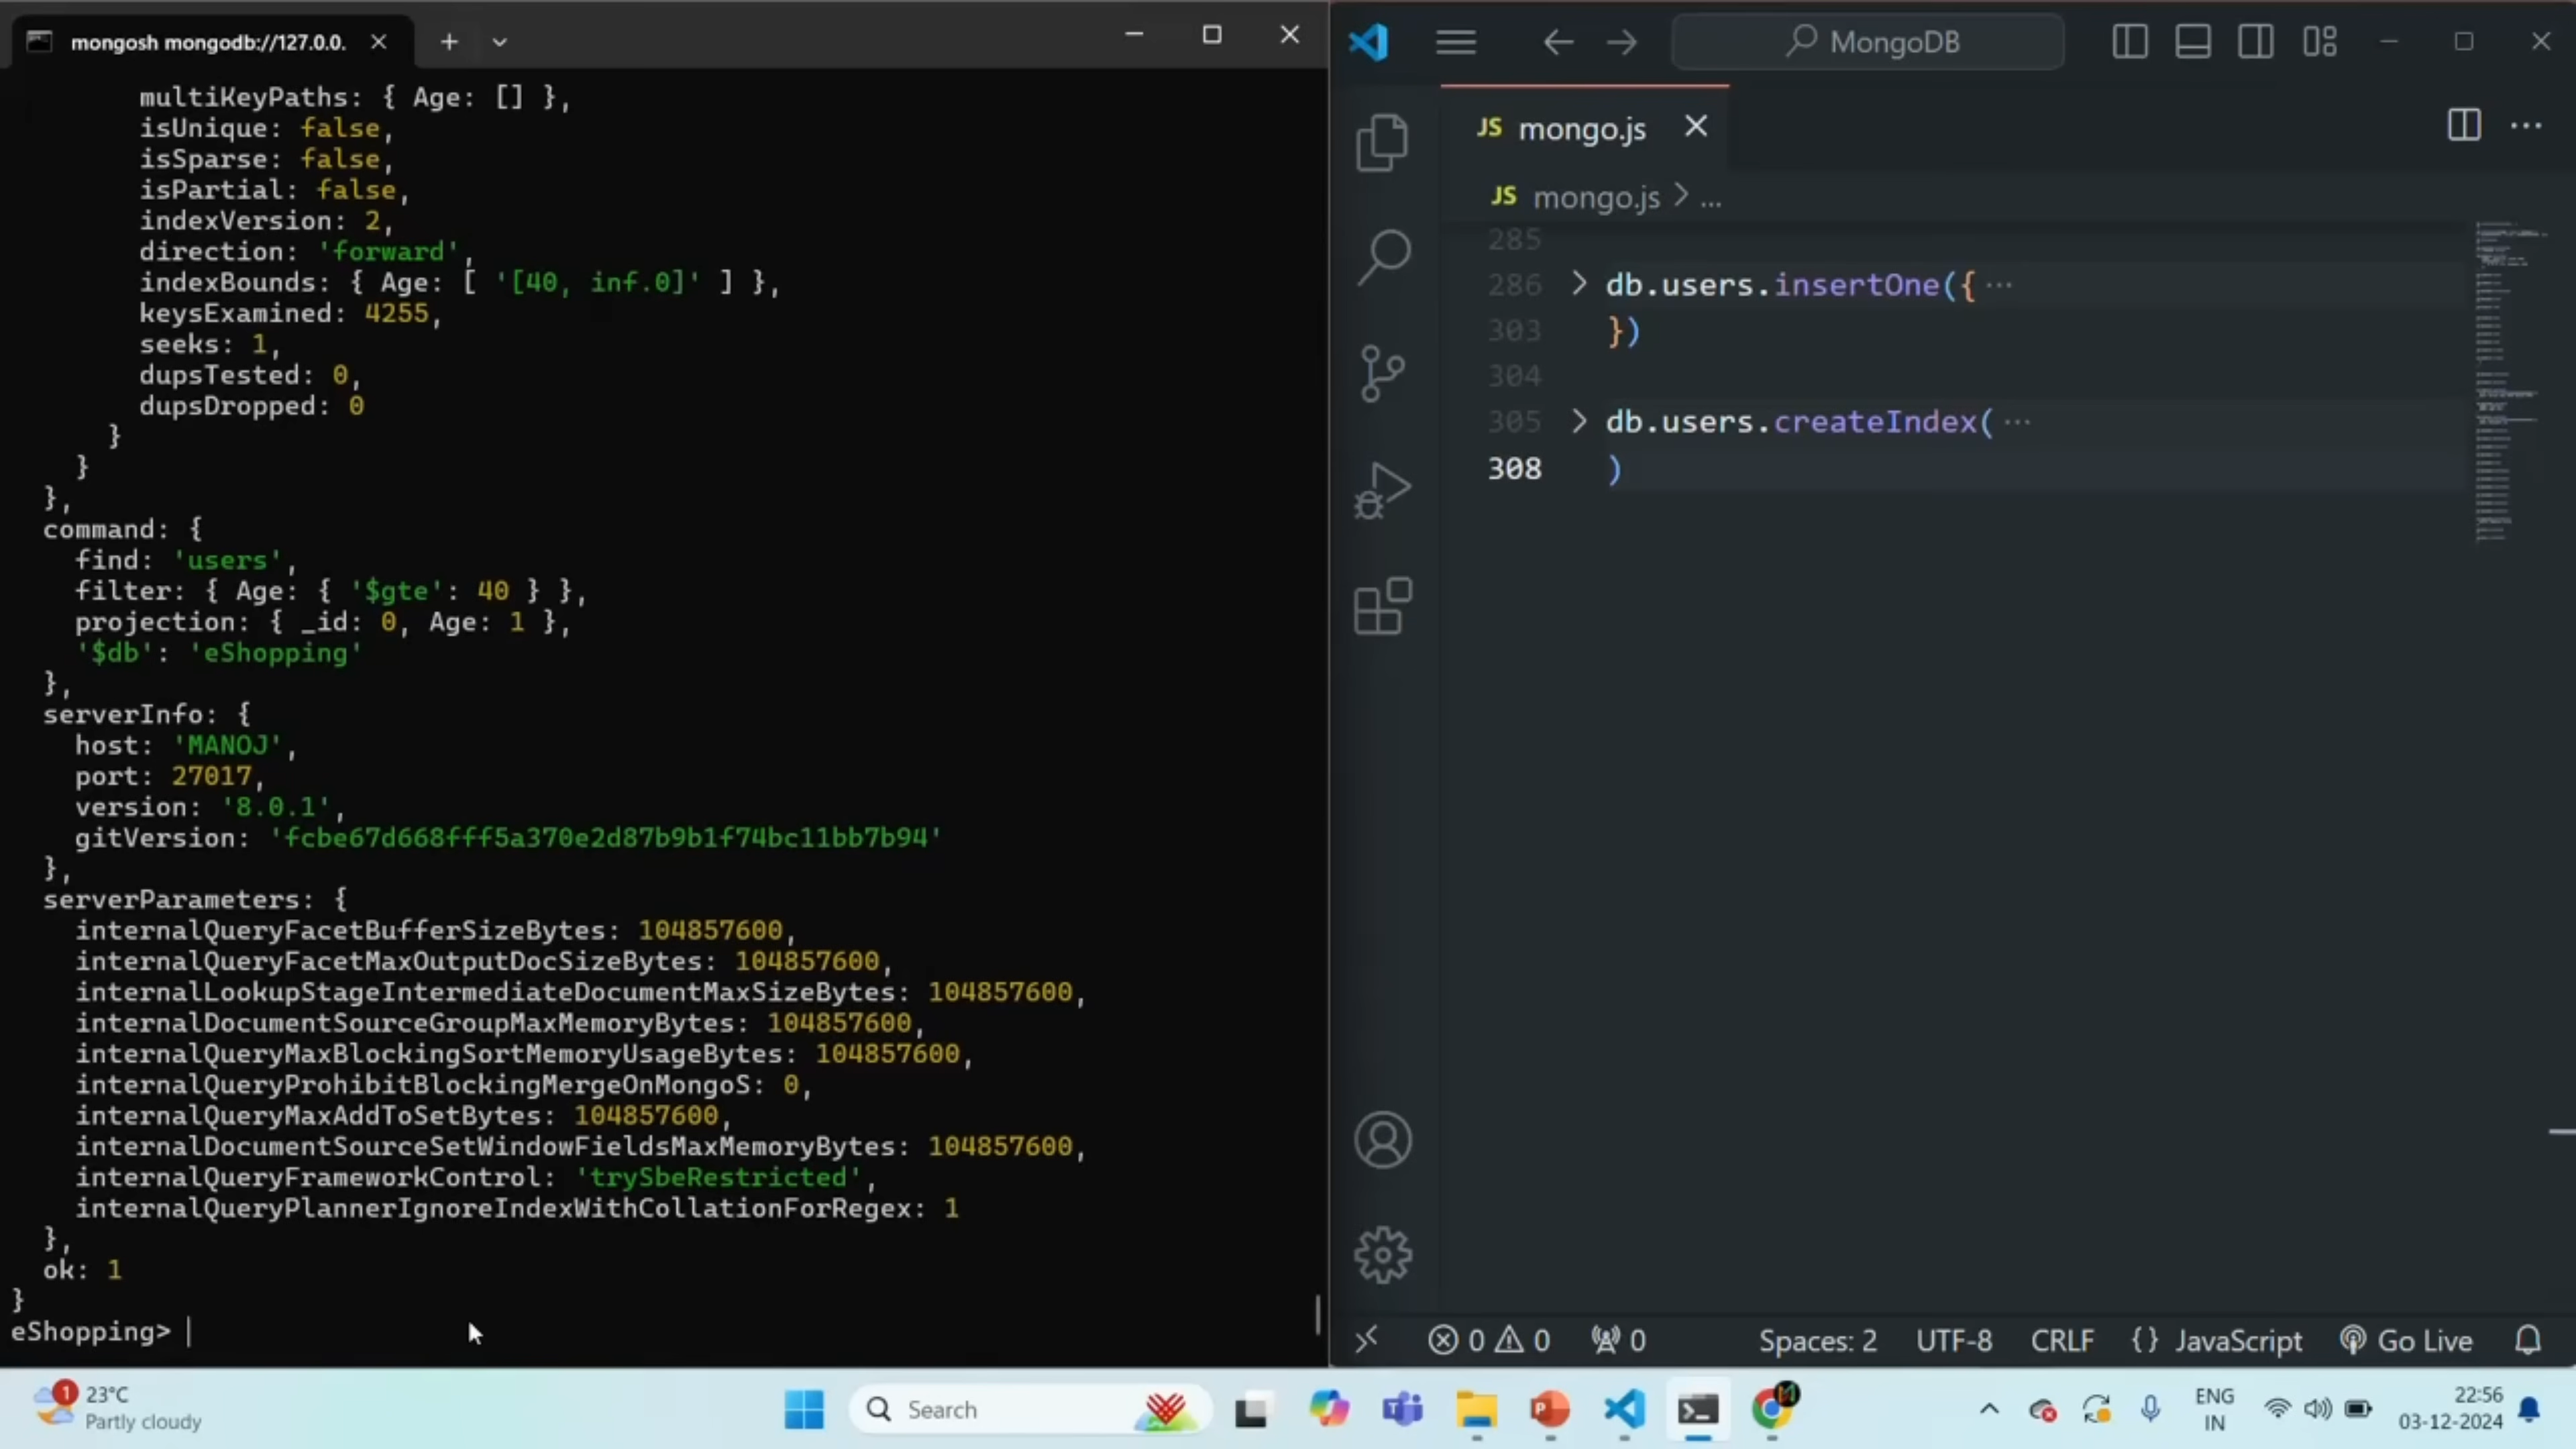 mongosh mongodb://127.0.0.
multiKeyPaths: { Age: [] },
isUnique: false,
isSparse: false,
isPartial: false,
indexVersion: 2,
direction: 'forward',
indexBounds: { Age: [ '[40, inf.0]' ] },
keysExamined: 4255,
seeks: 1,
dupsTested: 0,
dupsDropped: 0
}
}
},
command: {
find: 'users',
filter: { Age: { '$gte': 40 } },
projection: { _id: 0, Age: 1 },
'$db': 'eShopping'
},
serverInfo: {
host: 'MANOJ',
port: 27017,
version: '8.0.1',
gitVersion: 'fcbe67d668fff5a370e2d87b9b1f74bc11bb7b94'
},
serverParameters: {
internalQueryFacetBufferSizeBytes: 104857600,
internalQueryFacetMaxOutputDocSizeBytes: 104857600,
internalLookupStageIntermediateDocumentMaxSizeBytes: 104857600,
internalDocumentSourceGroupMaxMemoryBytes: 104857600,
internalQueryMaxBlockingSortMemoryUsageBytes: 104857600,
internalQueryProhibitBlockingMergeOnMongoS: 0,
internalQueryMaxAddToSetBytes: 104857600,
internalDocumentSourceSetWindowFieldsMaxMemoryBytes: 104857600,
internalQueryFrameworkControl: 'trySbeRestricted',
internalQueryPlannerIgnoreIndexWithCollationForRegex: 1
},
ok: 1
}
eShopping>
MongoDB
JS mongo.js
JS mongo.js > ...
285
286 > db.users.insertOne({ ...
303 })
304
305 > db.users.createIndex( ...
308 )
0 0 0 Spaces: 2 UTF-8 CRLF {} JavaScript Go Live
1 23°C
Partly cloudy
Search
ENG
IN
22:56
03-12-2024